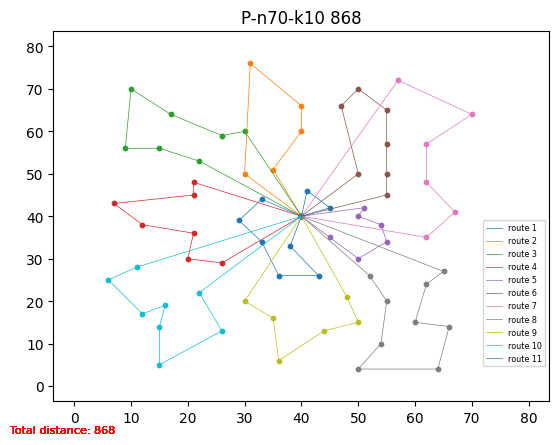 P-n70-k10 868
80
70
60
50
40
30
20
10
0
0 10 20 30 40 50 60 70 80
route 1
route 2
route 3
route 4
route 5
route 6
route 7
route 8
route 9
route 10
route 11
Total distance: 868